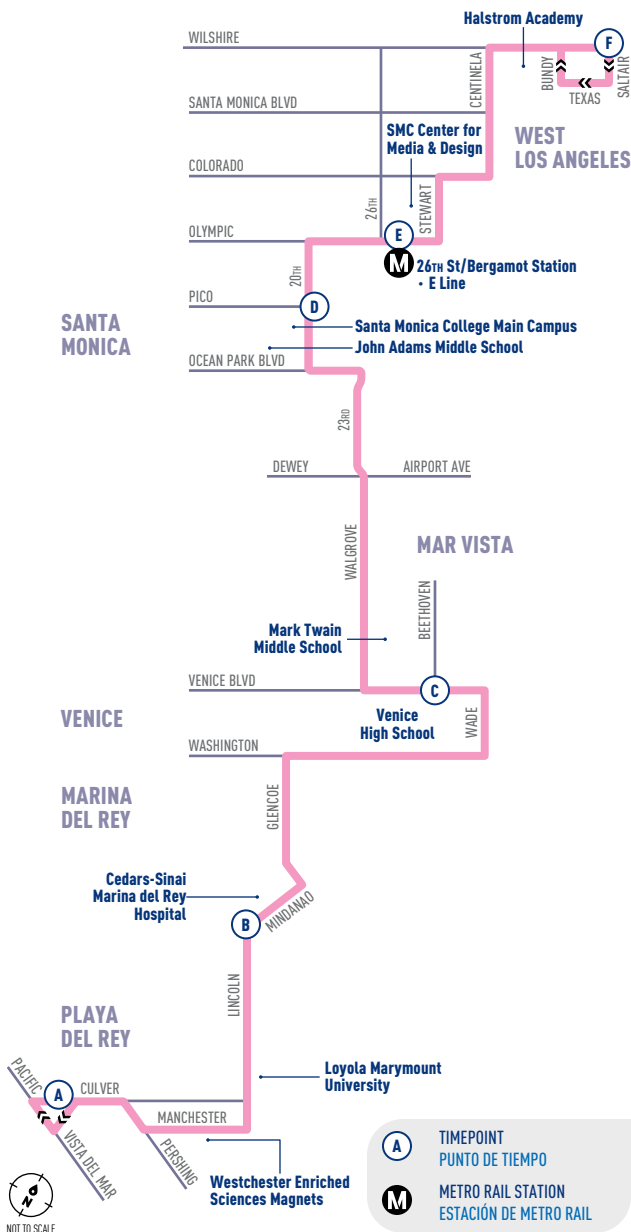 Halstrom Academy
WILSHIRE
F
CENTINELA
BUNDY
SALTAIR
TEXAS
SANTA MONICA BLVD
SMC Center for
Media & Design
WEST
LOS ANGELES
COLORADO
26TH
STEWART
OLYMPIC
E
M
26TH St/Bergamot Station
• E Line
20TH
PICO
D
SANTA
MONICA
Santa Monica College Main Campus
John Adams Middle School
OCEAN PARK BLVD
23RD
DEWEY
AIRPORT AVE
WALGROVE
MAR VISTA
BEETHOVEN
Mark Twain
Middle School
VENICE BLVD
C
VENICE
Venice
High School
WADE
WASHINGTON
MARINA
DEL REY
GLENCOE
Cedars-Sinai
Marina del Rey
Hospital
MINDANAO
B
LINCOLN
PLAYA
DEL REY
Loyola Marymount
University
PACIFIC
A
CULVER
MANCHESTER
VISTA DEL MAR
PERSHING
Westchester Enriched
Sciences Magnets
N
NOT TO SCALE
A
TIMEPOINT
PUNTO DE TIEMPO
M
METRO RAIL STATION
ESTACIÓN DE METRO RAIL